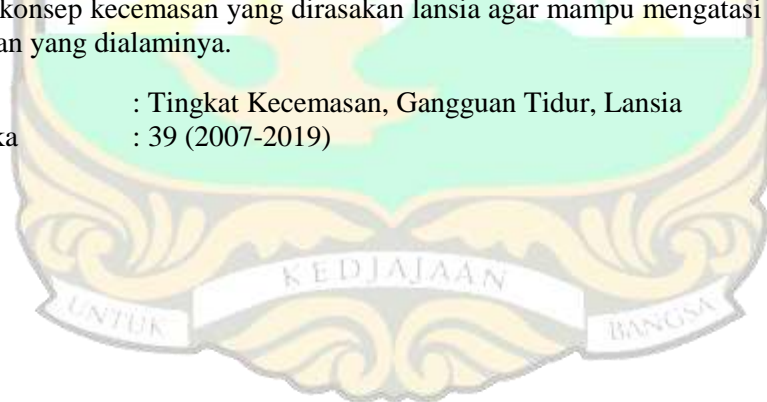 konsep kecemasan yang dirasakan lansia agar mampu mengatasi
an yang dialaminya.
: Tingkat Kecemasan, Gangguan Tidur, Lansia
ka : 39 (2007-2019)
UNTUK KEDJAJAAN BANGSA